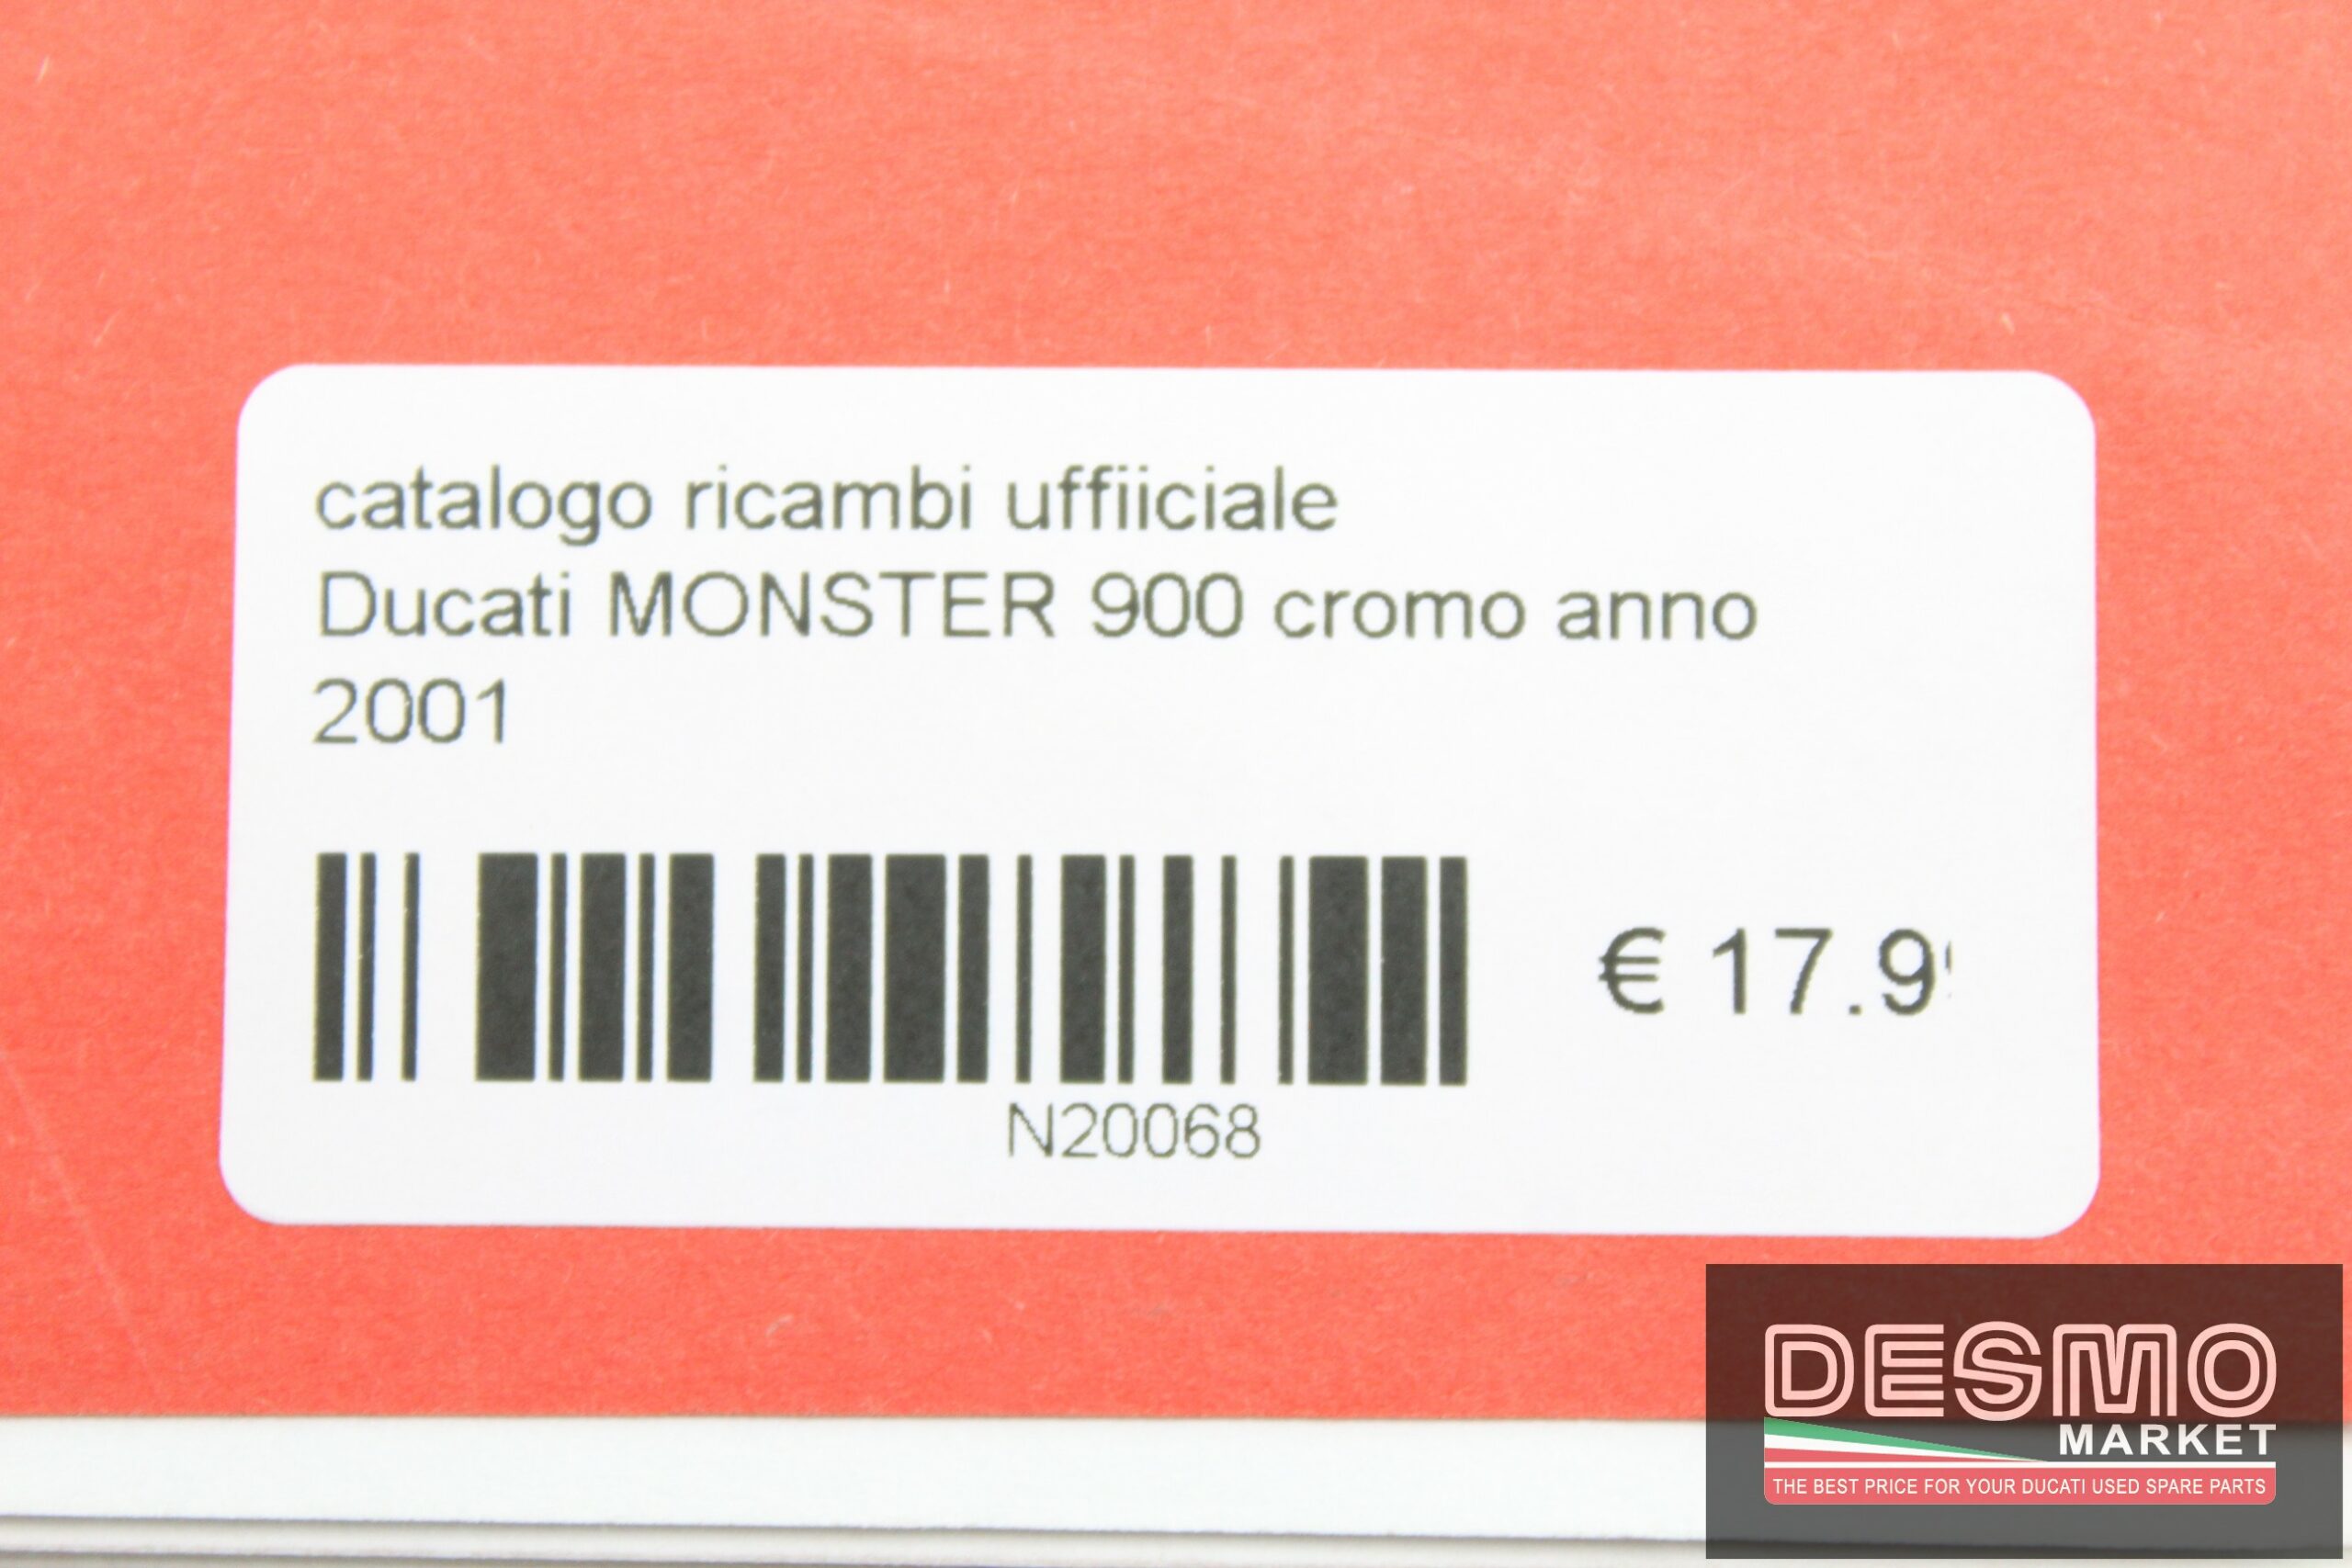 catalogo ricambi uffiiciale
Ducati MONSTER 900 cromo anno
2001
€ 17.9
N20068
DESMO
MARKET
THE BEST PRICE FOR YOUR DUCATI USED SPARE PARTS